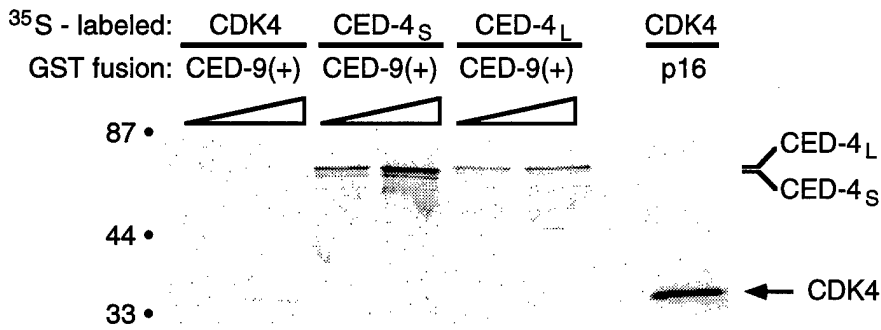 35S - labeled: CDK4 CED-4S CED-4L CDK4
GST fusion: CED-9(+) CED-9(+) CED-9(+) p16
87 •
CED-4L
CED-4S
44 •
CDK4
33 •